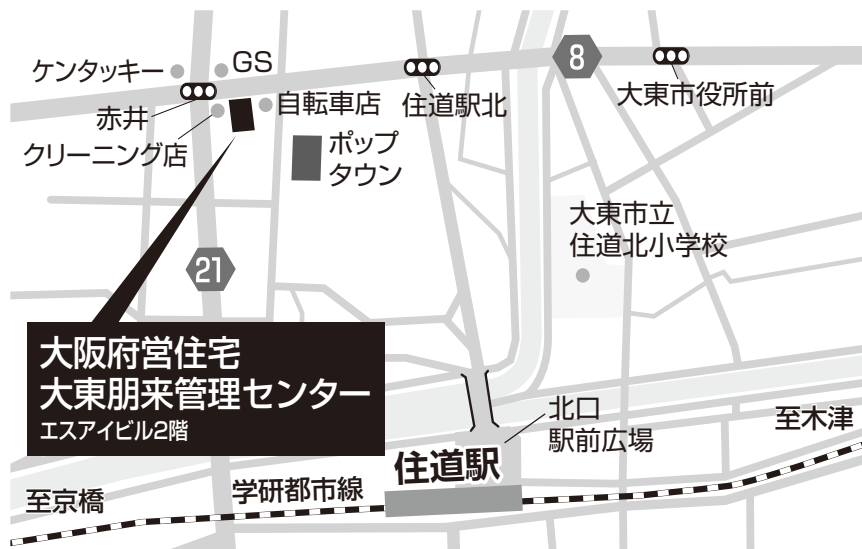 ケンタッキー
GS
8
赤井
自転車店
住道駅北
大東市役所前
クリーニング店
ポップ
タウン
大東市立
住道北小学校
21
大阪府営住宅
大東朋来管理センター
エスアイビル2階
北口
駅前広場
至木津
住道駅
学研都市線
至京橋